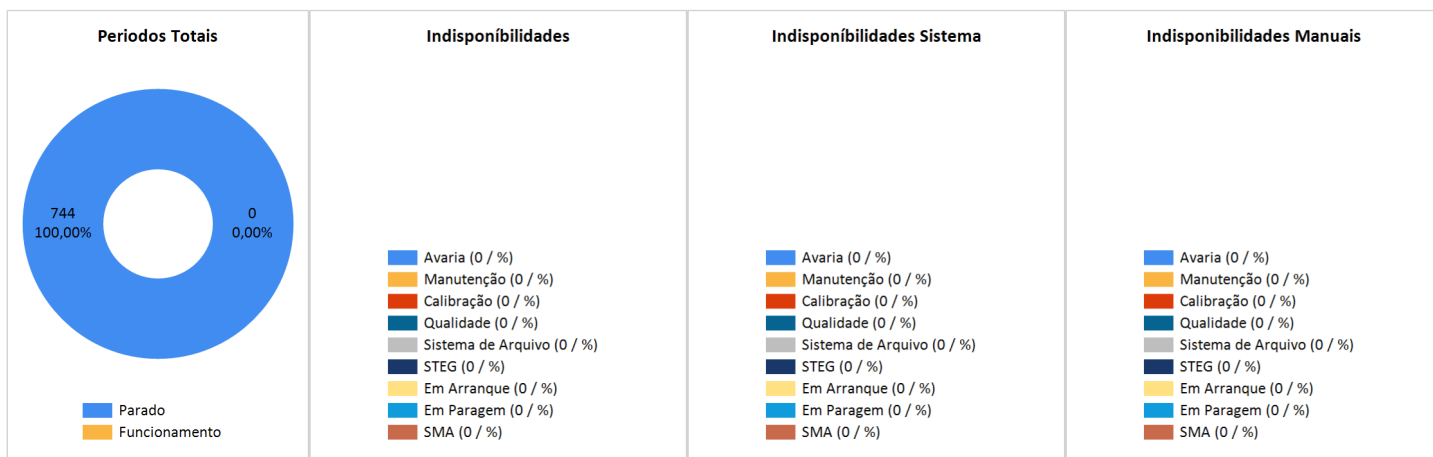 Periodos Totais
744
100,00%
0
0,00%
Parado
Funcionamento
Indisponíbilidades
Avaria (0 / %)
Manutenção (0 / %)
Calibração (0 / %)
Qualidade (0 / %)
Sistema de Arquivo (0 / %)
STEG (0 / %)
Em Arranque (0 / %)
Em Paragem (0 / %)
SMA (0 / %)
Indisponíbilidades Sistema
Avaria (0 / %)
Manutenção (0 / %)
Calibração (0 / %)
Qualidade (0 / %)
Sistema de Arquivo (0 / %)
STEG (0 / %)
Em Arranque (0 / %)
Em Paragem (0 / %)
SMA (0 / %)
Indisponibilidades Manuais
Avaria (0 / %)
Manutenção (0 / %)
Calibração (0 / %)
Qualidade (0 / %)
Sistema de Arquivo (0 / %)
STEG (0 / %)
Em Arranque (0 / %)
Em Paragem (0 / %)
SMA (0 / %)